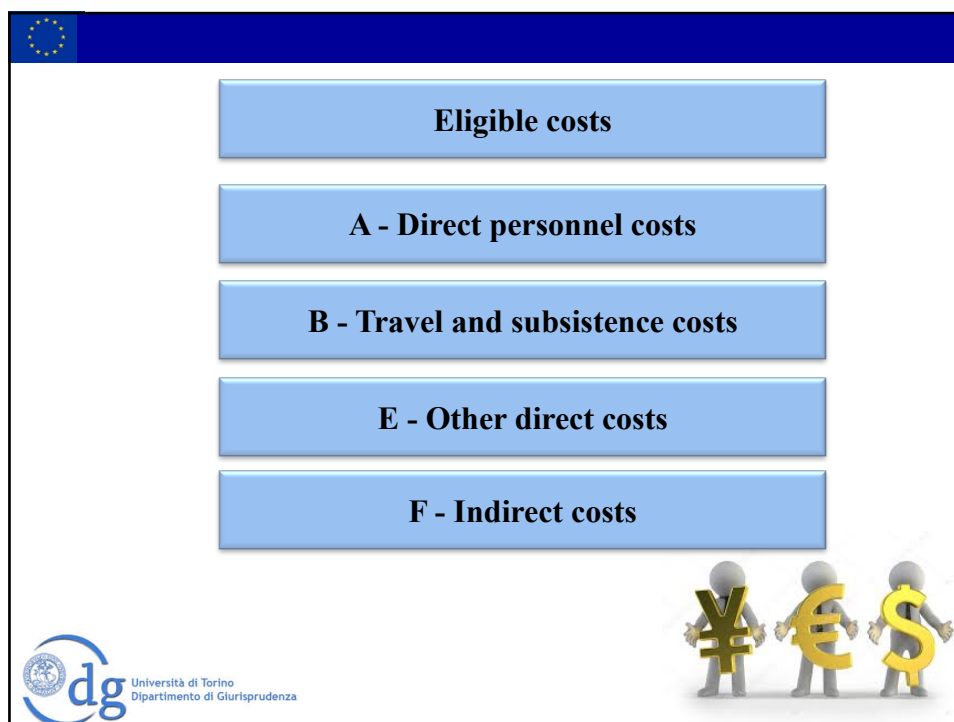 Eligible costs
A - Direct personnel costs
B - Travel and subsistence costs
E - Other direct costs
F - Indirect costs
¥ € $
dg
Università di Torino
Dipartimento di Giurisprudenza